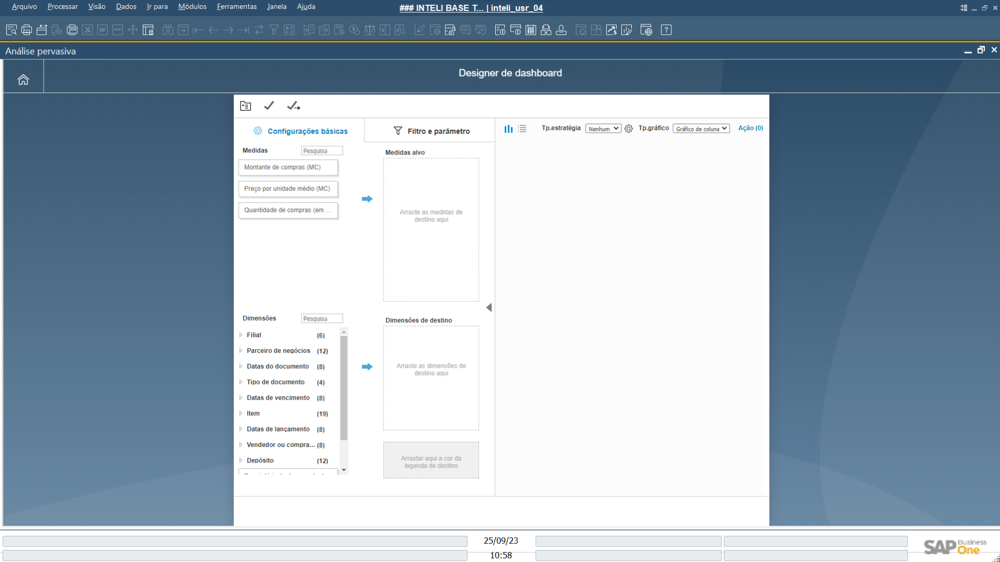 Arquivo Processar Visão Dados Ir para Módulos Ferramentas Janela Ajuda
### INTELI BASE T... | inteli_usr_04
Análise pervasiva
Designer de dashboard
Configurações básicas
Filtro e parâmetro
Tp.estratégia Nenhum Tp.gráfico Gráfico de coluna Ação (0)
Medidas Pesquisa
Medidas alvo
Montante de compras (MC)
Preço por unidade médio (MC)
Quantidade de compras (em ...
Arraste as medidas de
destino aqui
Dimensões Pesquisa
Dimensões de destino
Filial (6)
Parceiro de negócios (12)
Datas do documento (8)
Tipo de documento (4)
Datas de vencimento (8)
Item (19)
Datas de lançamento (8)
Vendedor ou compra... (8)
Depósito (12)
Arraste as dimensões de
destino aqui
Arrastar aqui a cor da
legenda de destino
25/09/23
10:58
SAP Business One